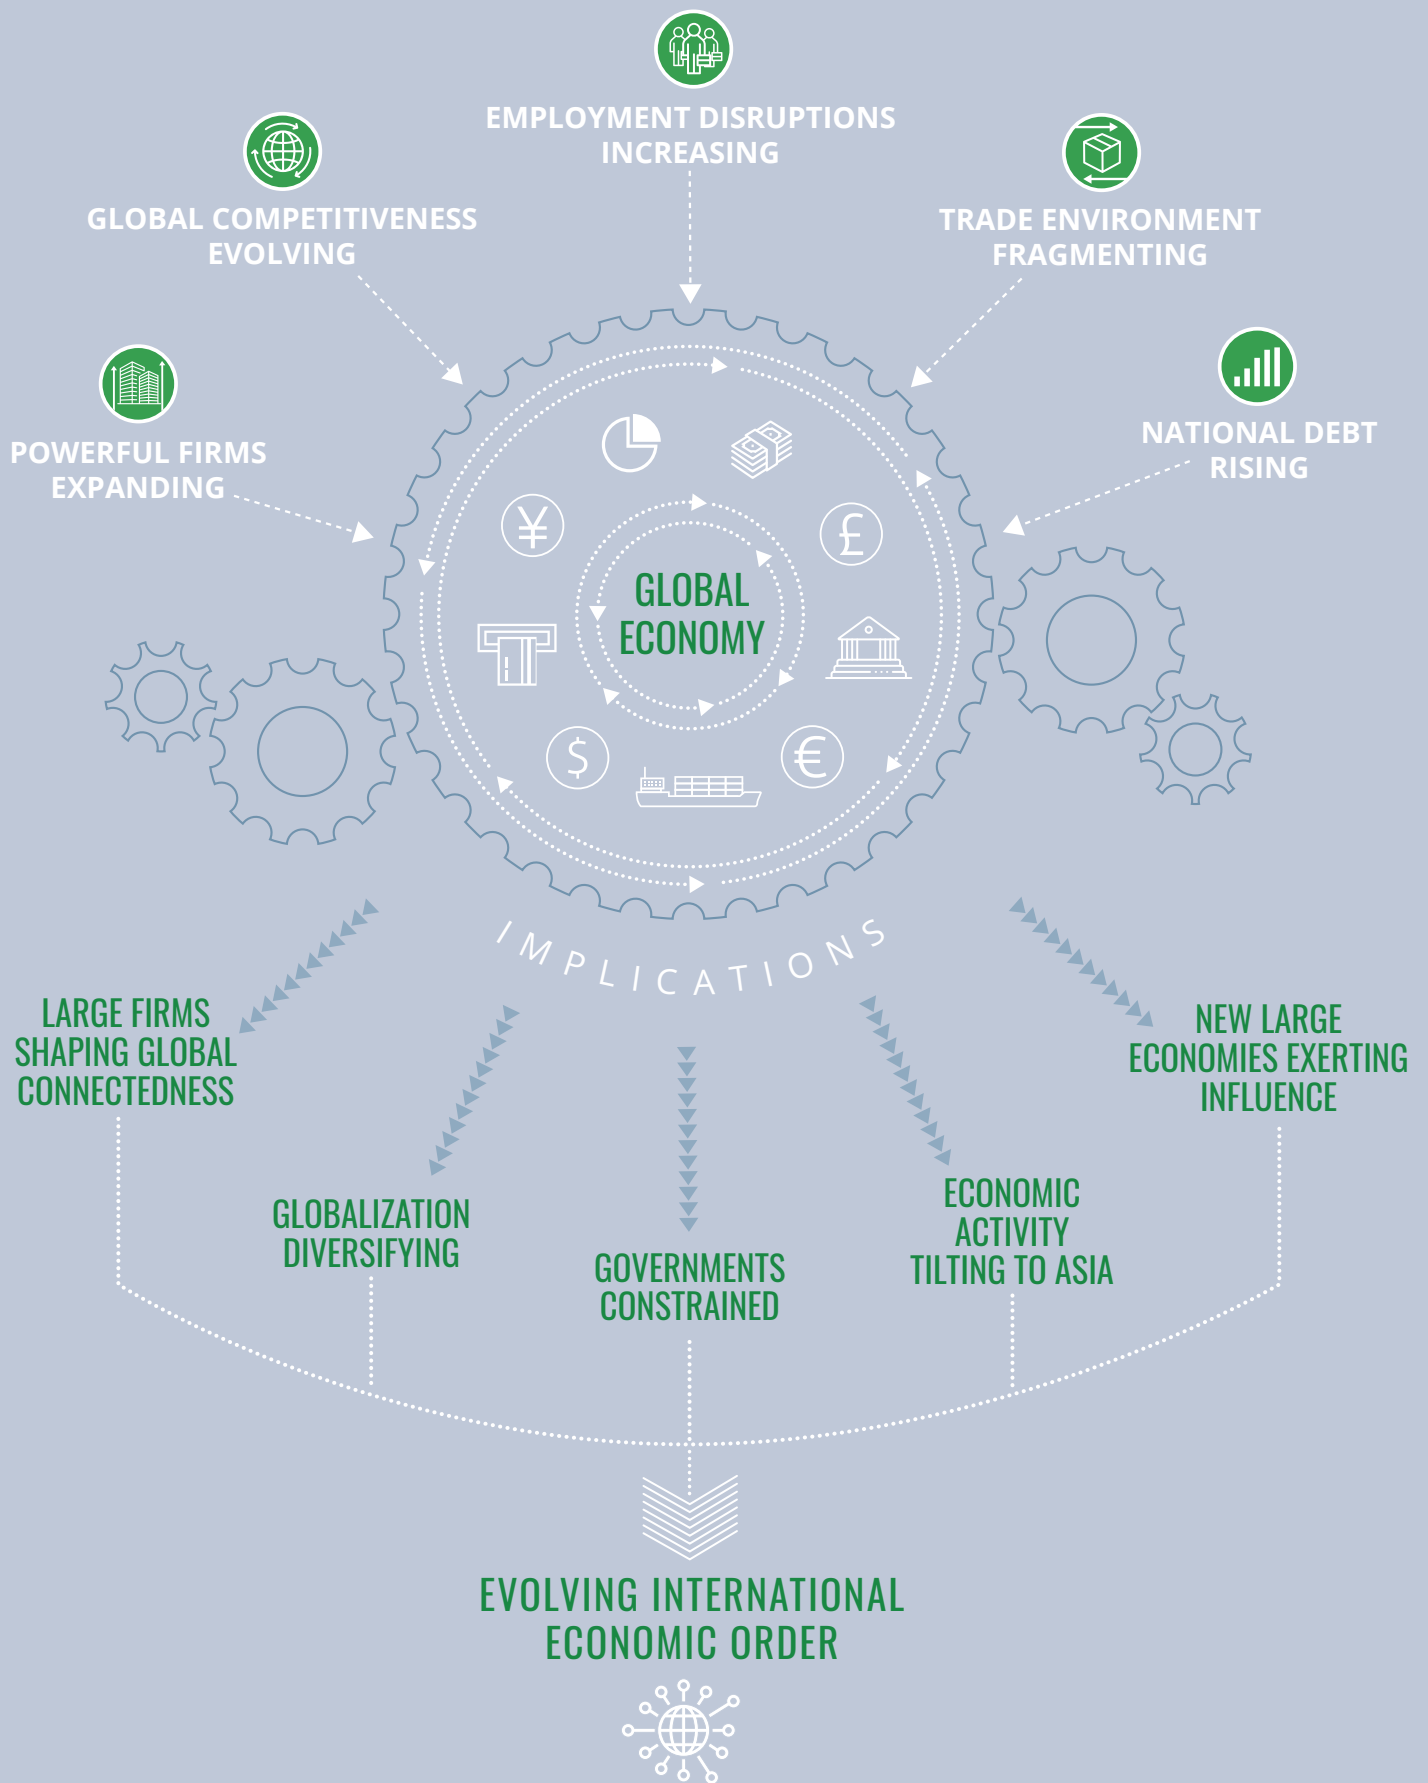 EMPLOYMENT DISRUPTIONS
INCREASING
GLOBAL COMPETITIVENESS
EVOLVING
TRADE ENVIRONMENT
FRAGMENTING
POWERFUL FIRMS
EXPANDING
NATIONAL DEBT
RISING
¥
£
GLOBAL
ECONOMY
$
€
IMPLICATIONS
LARGE FIRMS
SHAPING GLOBAL
CONNECTEDNESS
NEW LARGE
ECONOMIES EXERTING
INFLUENCE
GLOBALIZATION
DIVERSIFYING
ECONOMIC
ACTIVITY
TILTING TO ASIA
GOVERNMENTS
CONSTRAINED
EVOLVING INTERNATIONAL
ECONOMIC ORDER